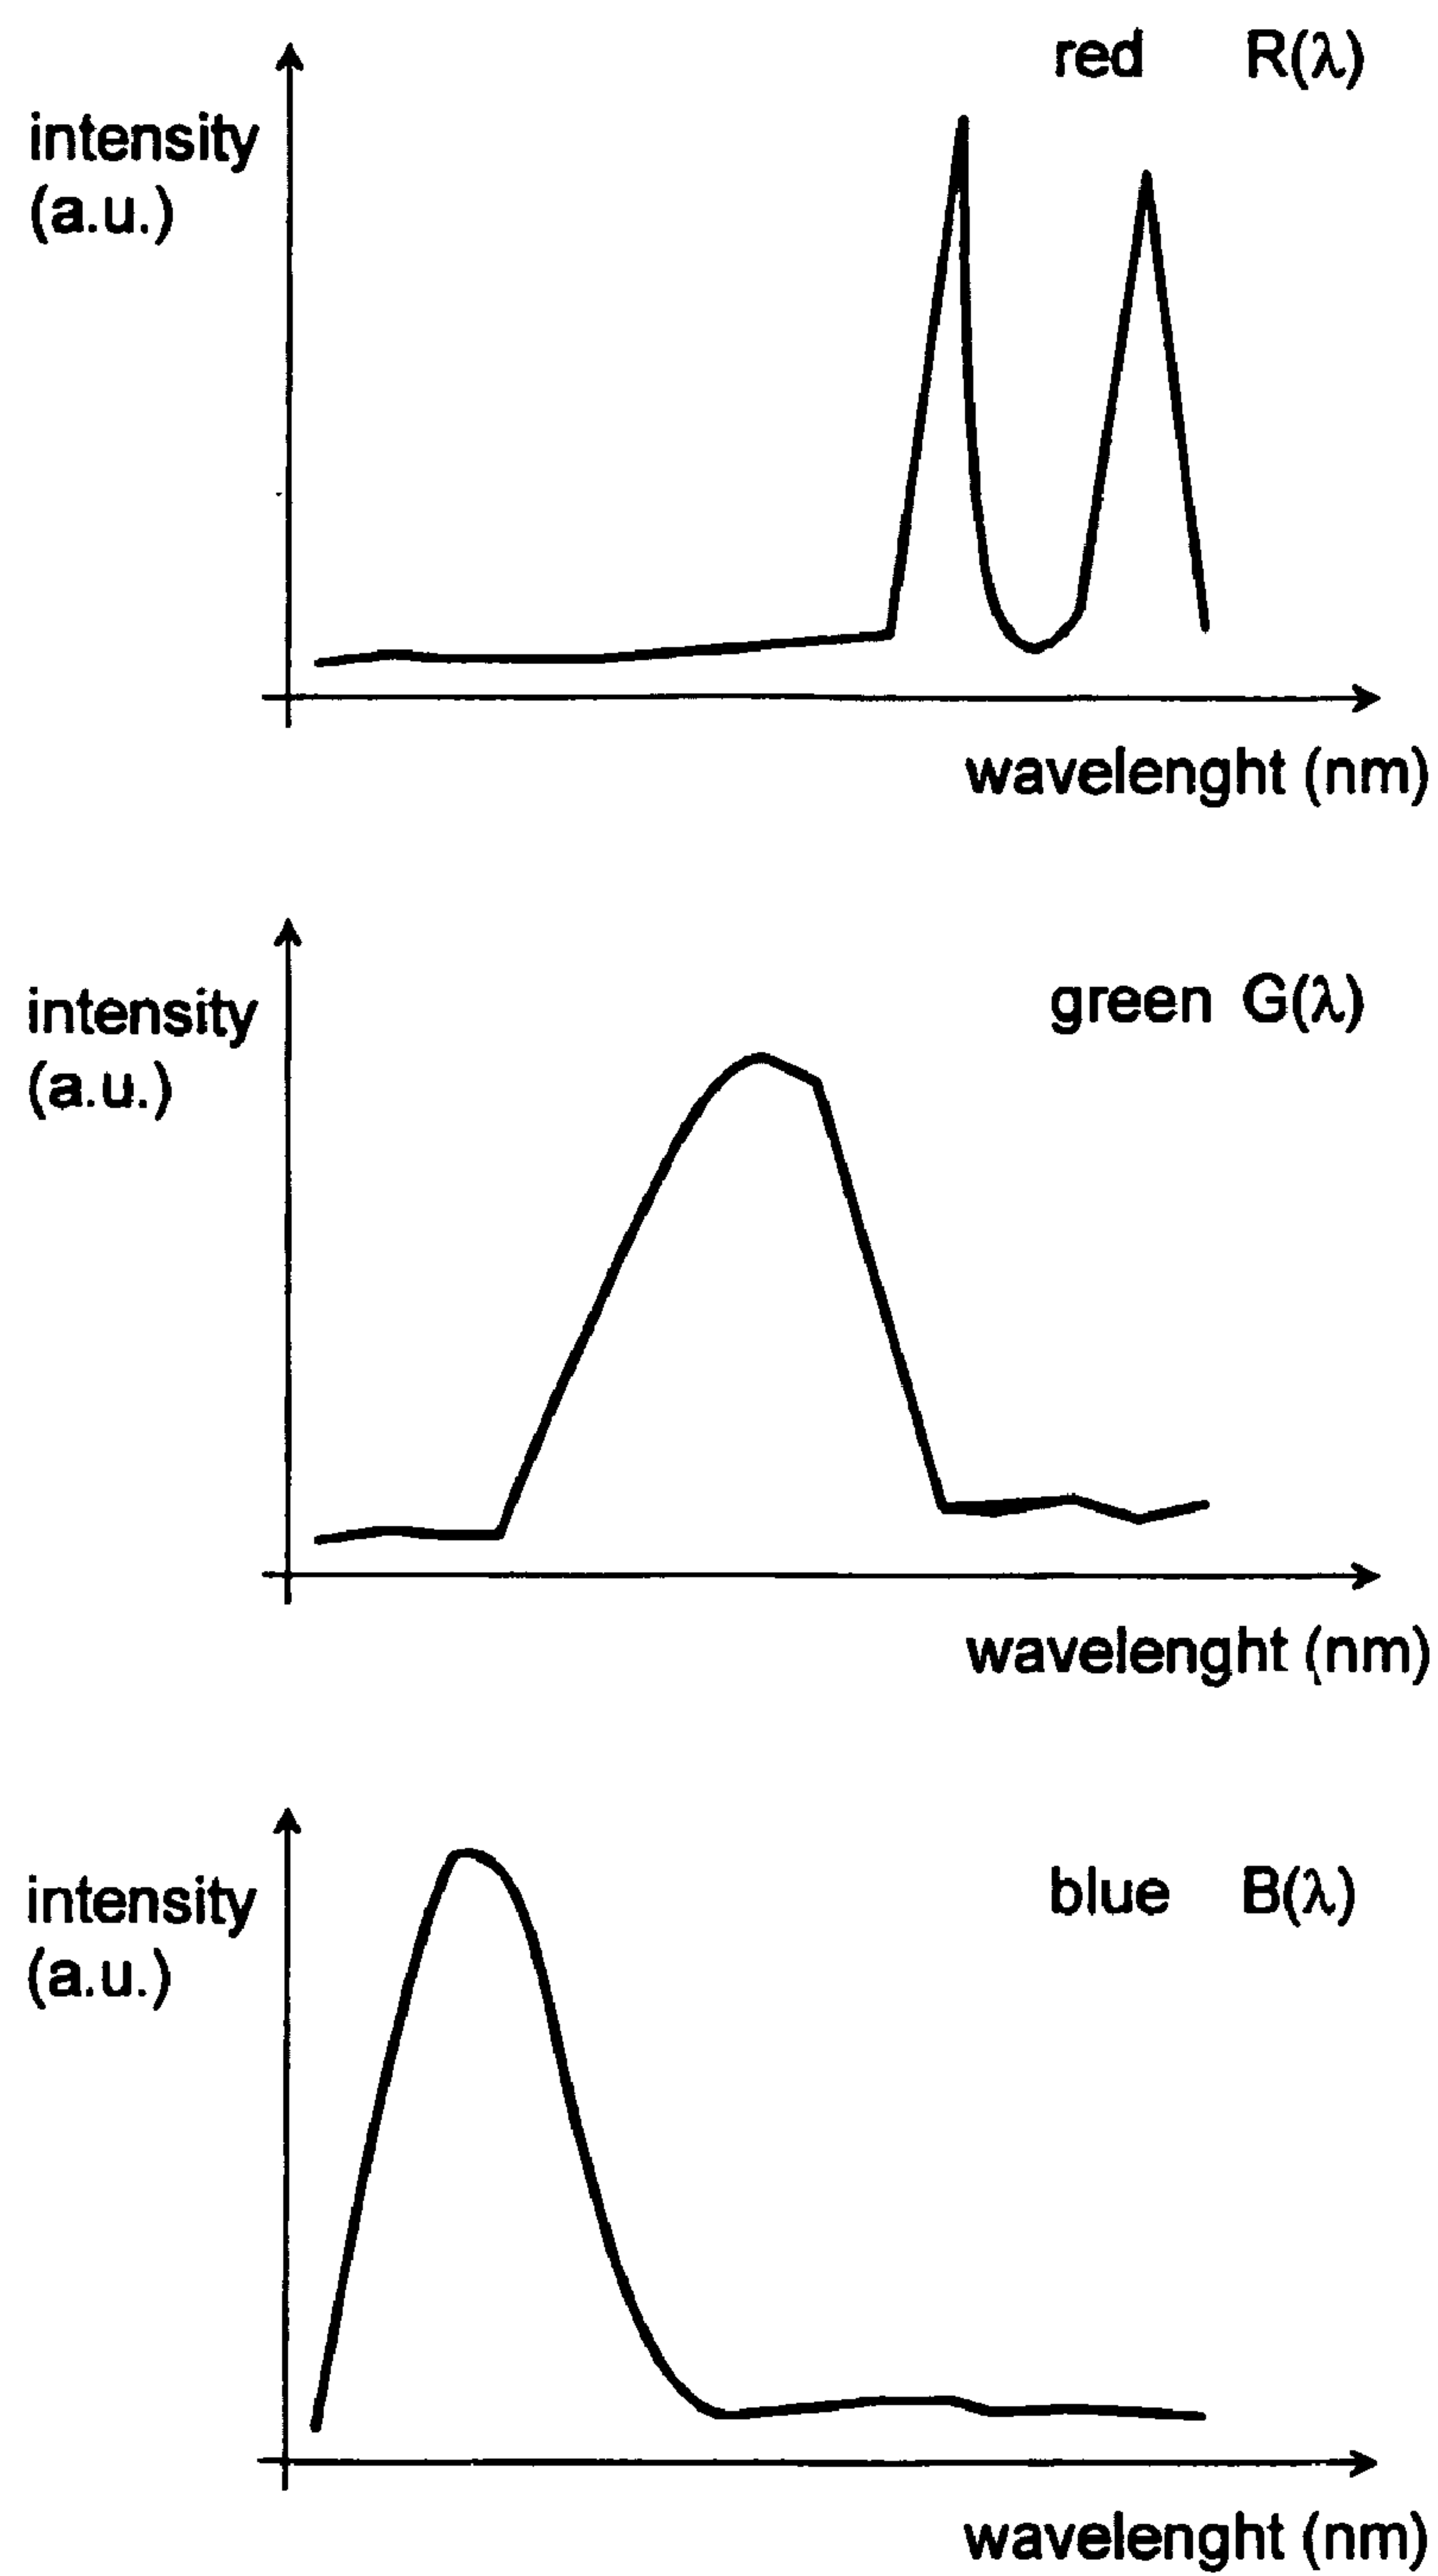 red R(λ)
intensity
(a.u.)
wavelenght (nm)
green G(λ)
intensity
(a.u.)
wavelenght (nm)
blue B(λ)
intensity
(a.u.)
wavelenght (nm)